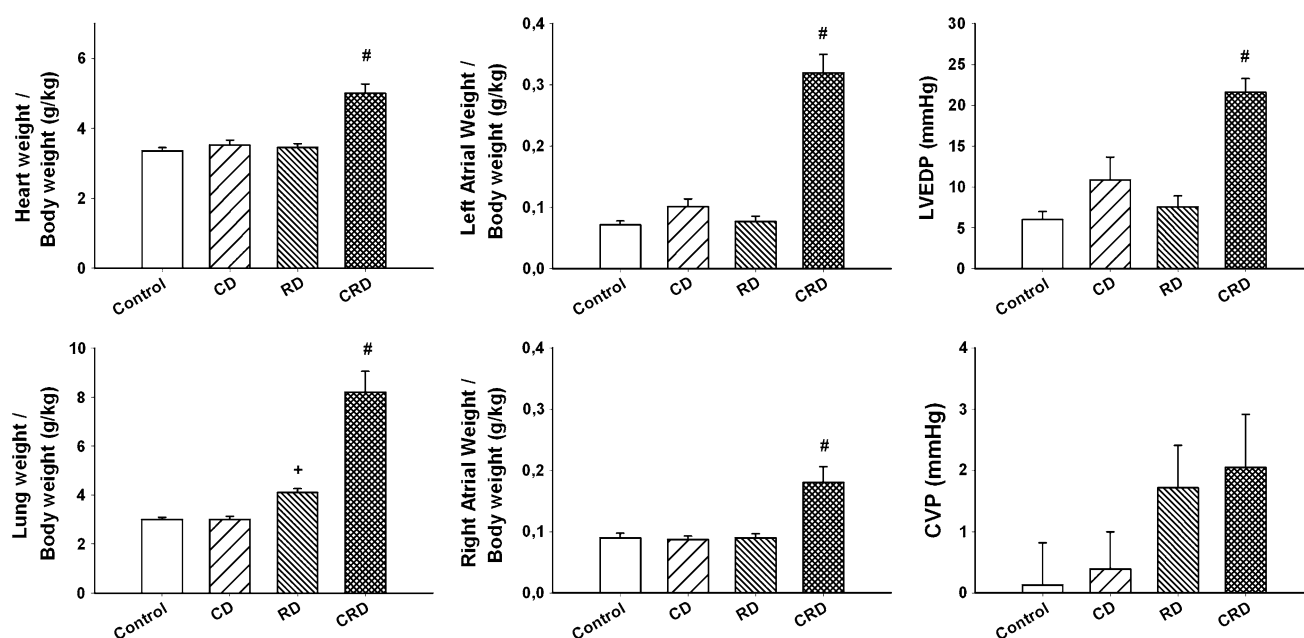 Heart weight /
Body weight (g/kg)
6
4
2
0
#
Control
CD
RD
CRD
Left Atrial Weight /
Body weight (g/kg)
0,4
0,3
0,2
0,1
0,0
#
Control
CD
RD
CRD
LVEDP (mmHg)
30
25
20
15
10
5
0
#
Control
CD
RD
CRD
Lung weight /
Body weight (g/kg)
10
8
6
4
2
0
+
#
Control
CD
RD
CRD
Right Atrial Weight /
Body weight (g/kg)
0,4
0,3
0,2
0,1
0,0
#
Control
CD
RD
CRD
CVP (mmHg)
4
3
2
1
0
Control
CD
RD
CRD